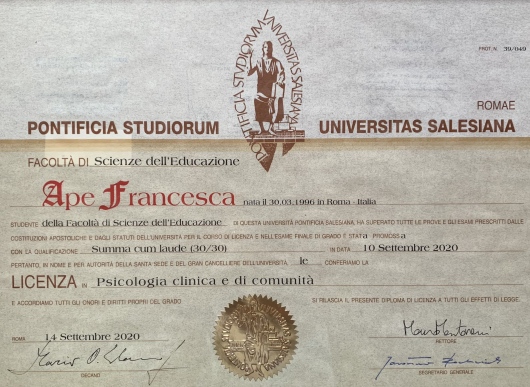 PONTIFICIA STUDIORUM UNIVERSITAS SALESIANA
PROT. N. 39/049
ROMAE
PONTIFICIA STUDIORUM UNIVERSITAS SALESIANA
FACOLTÀ DI Scienze dell'Educazione
Ape Francesca nata il 30.03.1996 in Roma - Italia
STUDENTE della Facoltà di Scienze dell'Educazione DI QUESTA UNIVERSITÀ PONTIFICIA SALESIANA, HA SUPERATO TUTTE LE PROVE E GLI ESAMI PRESCRITTI DALLE
COSTITUZIONI APOSTOLICHE E DAGLI STATUTI DELL'UNIVERSITÀ PER IL CORSO DI LICENZA E NELL'ESAME FINALE DI GRADO È STATa PROMOSSa
CON LA QUALIFICAZIONE Summa cum laude (30/30) IN DATA 10 Settembre 2020
PERTANTO, IN NOME E PER AUTORITÀ DELLA SANTA SEDE E DEL GRAN CANCELLIERE DELL'UNIVERSITÀ, le CONFERIAMO LA
LICENZA IN Psicologia clinica e di comunità
E ACCORDIAMO TUTTI GLI ONORI E DIRITTI PROPRI DEL GRADO
SI RILASCIA IL PRESENTE DIPLOMA DI LICENZA A TUTTI GLI EFFETTI DI LEGGE.
ROMA 14 Settembre 2020
RETTORE
DECANO
SEGRETARIO GENERALE